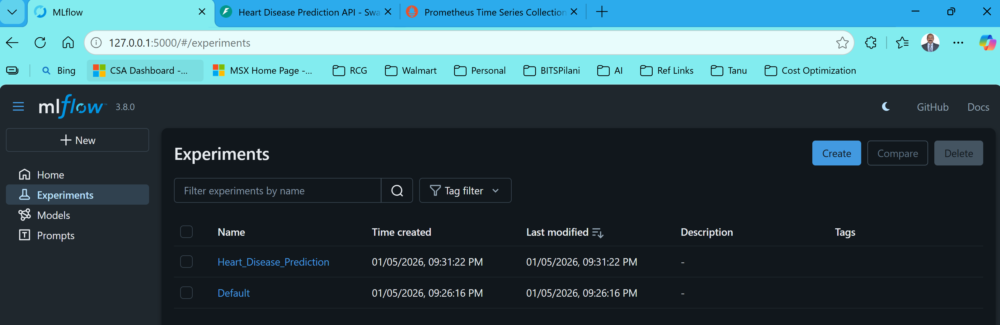 MLflow
Heart Disease Prediction API - Swa
Prometheus Time Series Collection
127.0.0.1:5000/#/experiments
Bing
CSA Dashboard -...
MSX Home Page -...
RCG
Walmart
Personal
BITSPilani
AI
Ref Links
Tanu
Cost Optimization
mlflow™ 3.8.0
GitHub
Docs
New
Home
Experiments
Models
Prompts
Experiments
Create
Compare
Delete
Filter experiments by name
Tag filter
Name Time created Last modified Description Tags
Heart_Disease_Prediction 01/05/2026, 09:31:22 PM 01/05/2026, 09:31:22 PM -
Default 01/05/2026, 09:26:16 PM 01/05/2026, 09:26:16 PM -